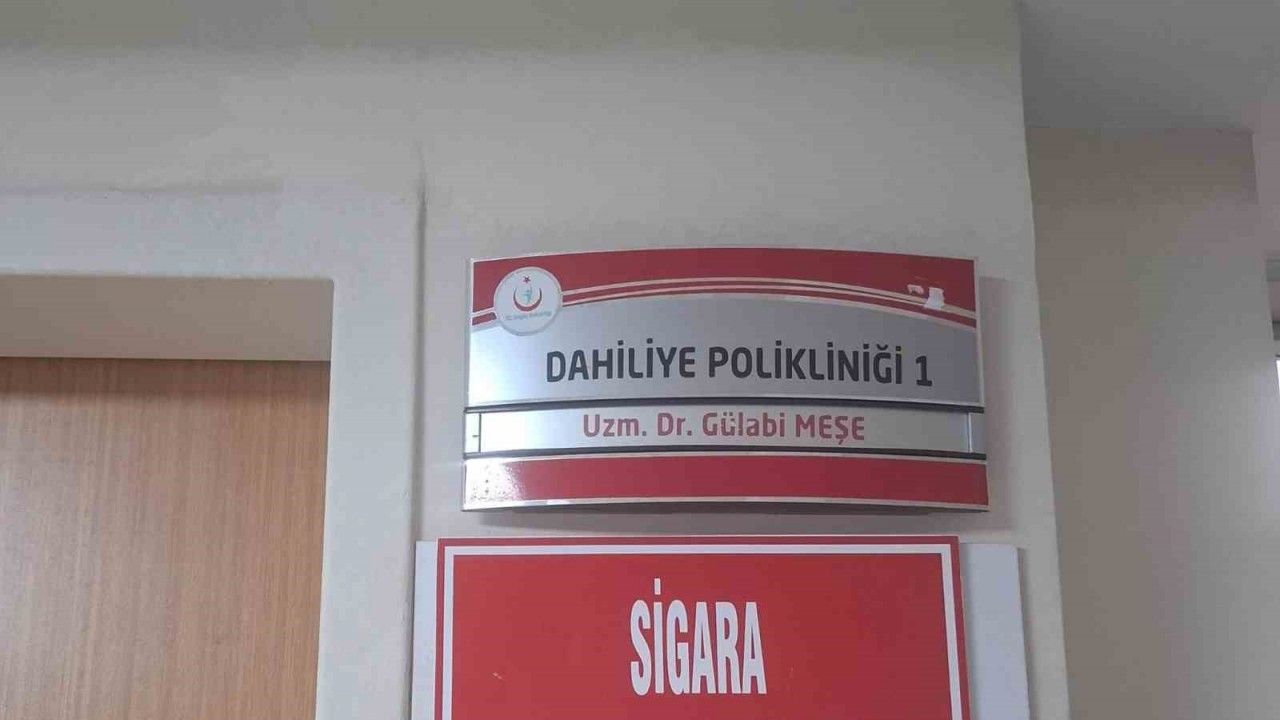 DAHİLİYE POLİKLİNİĞİ 1
Uzm. Dr. Gülabi MEŞE
SİGARA